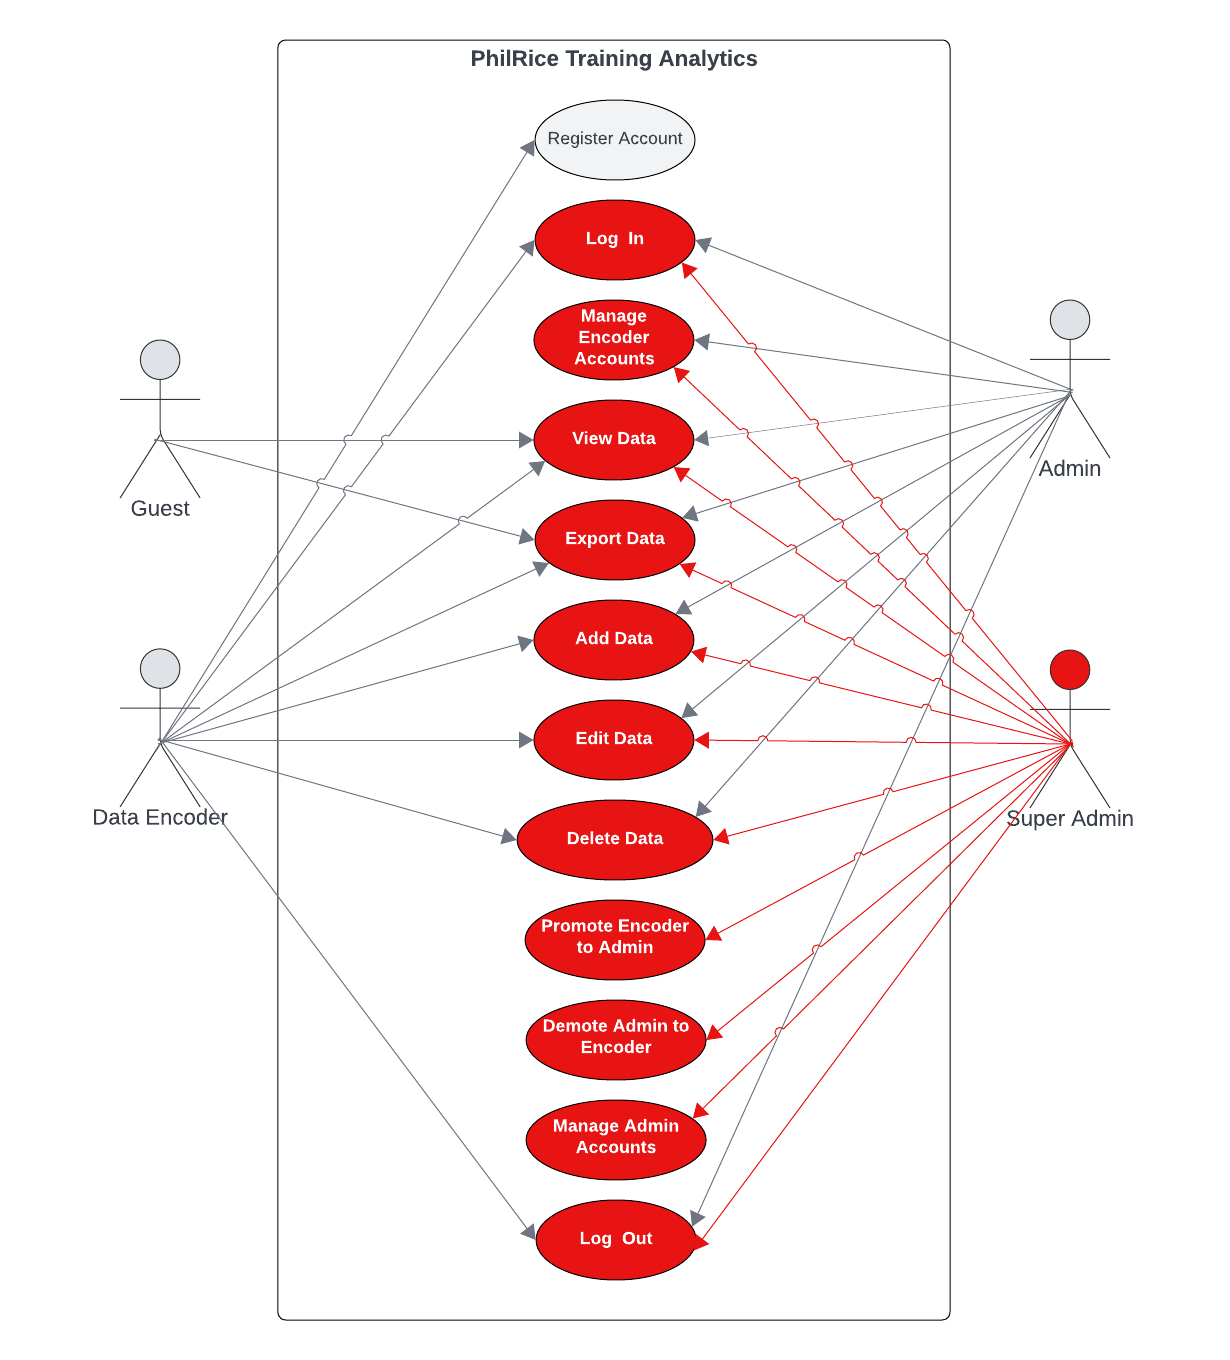 PhilRice Training Analytics
Register Account
Log In
Manage
Encoder
Accounts
View Data
Export Data
Add Data
Edit Data
Delete Data
Promote Encoder
to Admin
Demote Admin to
Encoder
Manage Admin
Accounts
Log Out
Guest
Data Encoder
Admin
Super Admin